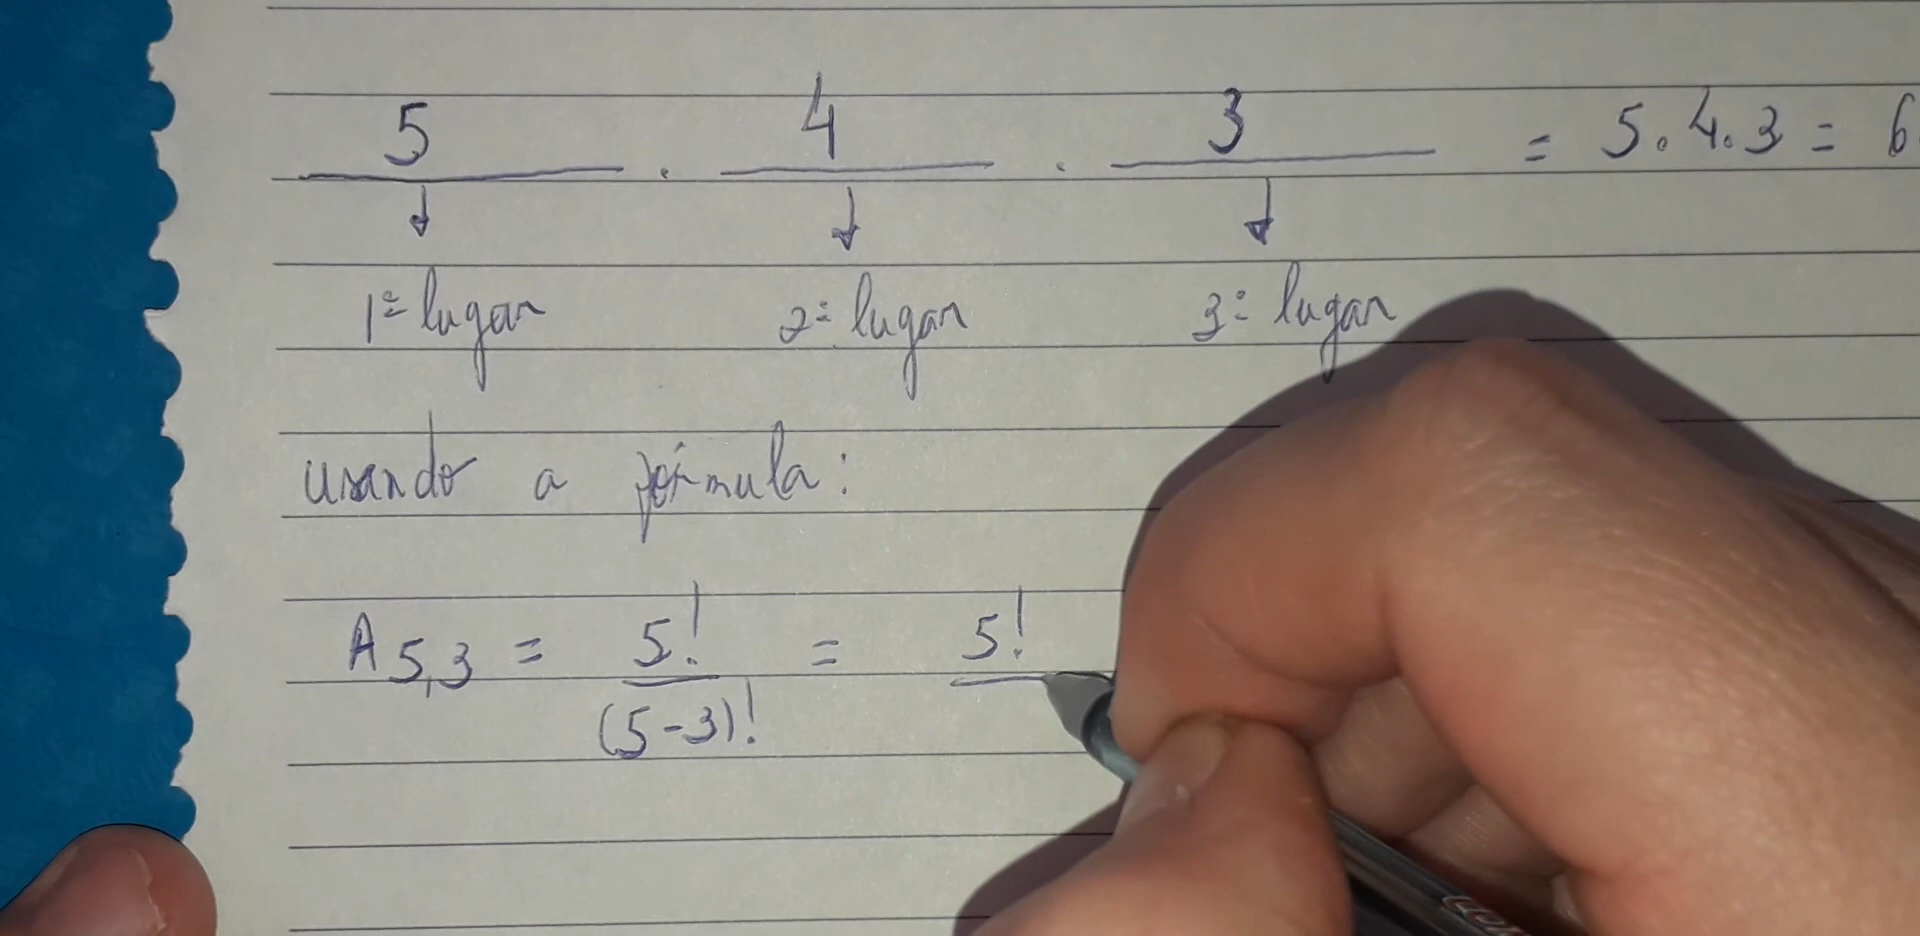 5 . 4 . 3 = 5.4.3 = 6
1º lugar 2º lugar 3º lugar
usando a fórmula:
A5,3 = 5!/(5-3)! = 5!